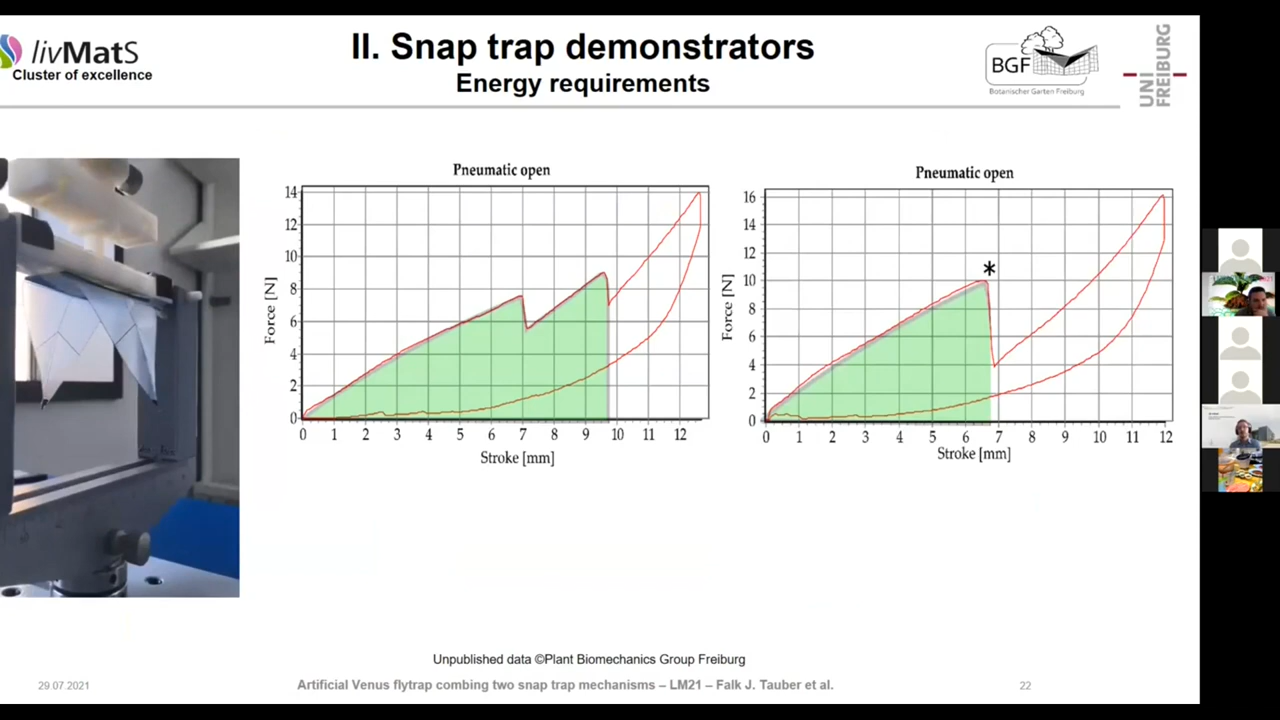 livMatS
Cluster of excellence
II. Snap trap demonstrators
Energy requirements
BGF
Botanischer Garten Freiburg
UNI
FREIBURG
Pneumatic open
14
12
10
8
6
4
2
0
Force [N]
0 1 2 3 4 5 6 7 8 9 10 11 12
Stroke [mm]
Pneumatic open
*
16
14
12
10
8
6
4
2
0
Force [N]
0 1 2 3 4 5 6 7 8 9 10 11 12
Stroke [mm]
Unpublished data ©Plant Biomechanics Group Freiburg
29.07.2021
Artificial Venus flytrap combing two snap trap mechanisms – LM21 – Falk J. Tauber et al.
22